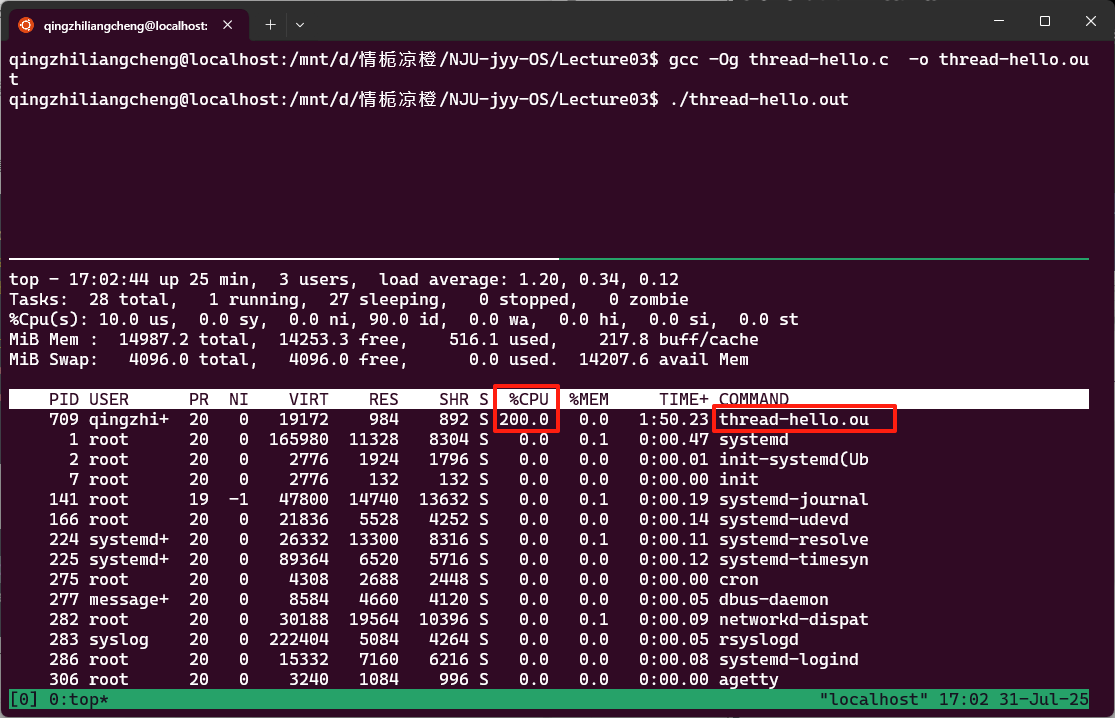 qingzhiliangcheng@localhost:
qingzhiliangcheng@localhost:/mnt/d/情栀凉橙/NJU-jyy-OS/Lecture03$ gcc -Og thread-hello.c  -o thread-hello.ou
t
qingzhiliangcheng@localhost:/mnt/d/情栀凉橙/NJU-jyy-OS/Lecture03$ ./thread-hello.out
top - 17:02:44 up 25 min,  3 users,  load average: 1.20, 0.34, 0.12
Tasks:  28 total,   1 running,  27 sleeping,   0 stopped,   0 zombie
%Cpu(s): 10.0 us,  0.0 sy,  0.0 ni, 90.0 id,  0.0 wa,  0.0 hi,  0.0 si,  0.0 st
MiB Mem :  14987.2 total,  14253.3 free,    516.1 used,    217.8 buff/cache
MiB Swap:   4096.0 total,   4096.0 free,      0.0 used.  14207.6 avail Mem
    PID USER      PR  NI    VIRT    RES    SHR S  %CPU  %MEM     TIME+ COMMAND
    709 qingzhi+  20   0   19172    984    892 S 200.0   0.0   1:50.23 thread-hello.ou
      1 root      20   0  165980  11328   8304 S   0.0   0.1   0:00.47 systemd
      2 root      20   0    2776   1924   1796 S   0.0   0.0   0:00.01 init-systemd(Ub
      7 root      20   0    2776    132    132 S   0.0   0.0   0:00.00 init
    141 root      19  -1   47800  14740  13632 S   0.0   0.1   0:00.19 systemd-journal
    166 root      20   0   21836   5528   4252 S   0.0   0.0   0:00.14 systemd-udevd
    224 systemd+  20   0   26332  13300   8316 S   0.0   0.1   0:00.11 systemd-resolve
    225 systemd+  20   0   89364   6520   5716 S   0.0   0.0   0:00.12 systemd-timesyn
    275 root      20   0    4308   2688   2448 S   0.0   0.0   0:00.00 cron
    277 message+  20   0    8584   4660   4120 S   0.0   0.0   0:00.05 dbus-daemon
    282 root      20   0   30188  19564  10396 S   0.0   0.1   0:00.09 networkd-dispat
    283 syslog    20   0  222404   5084   4264 S   0.0   0.0   0:00.05 rsyslogd
    286 root      20   0   15332   7160   6216 S   0.0   0.0   0:00.08 systemd-logind
    306 root      20   0    3240   1084    996 S   0.0   0.0   0:00.00 agetty
[0] 0:top* "localhost" 17:02 31-Jul-25